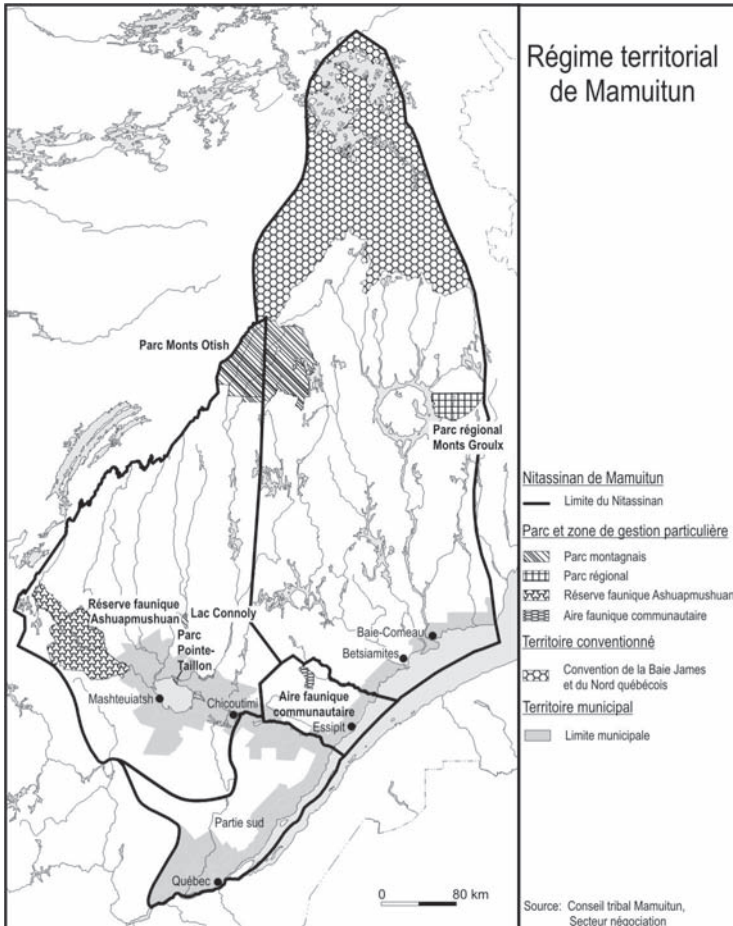 Régime territorial
de Mamuitun
Parc Monts Otish
Parc régional
Monts Groulx
Réserve faunique
Ashuapmushuan
Lac Connoly
Parc
Pointe-
Taillon
Baie-Comeau
Betsiamites
Mashteuiatsh
Chicoutimi
Aire faunique
communautaire
Essipit
Partie sud
Québec
0 80 km
Nitassinan de Mamuitun
Limite du Nitassinan
Parc et zone de gestion particulière
Parc montagnais
Parc régional
Réserve faunique Ashuapmushuan
Aire faunique communautaire
Territoire conventionné
Convention de la Baie James
et du Nord québécois
Territoire municipal
Limite municipale
Source: Conseil tribal Mamuitun,
Secteur négociation